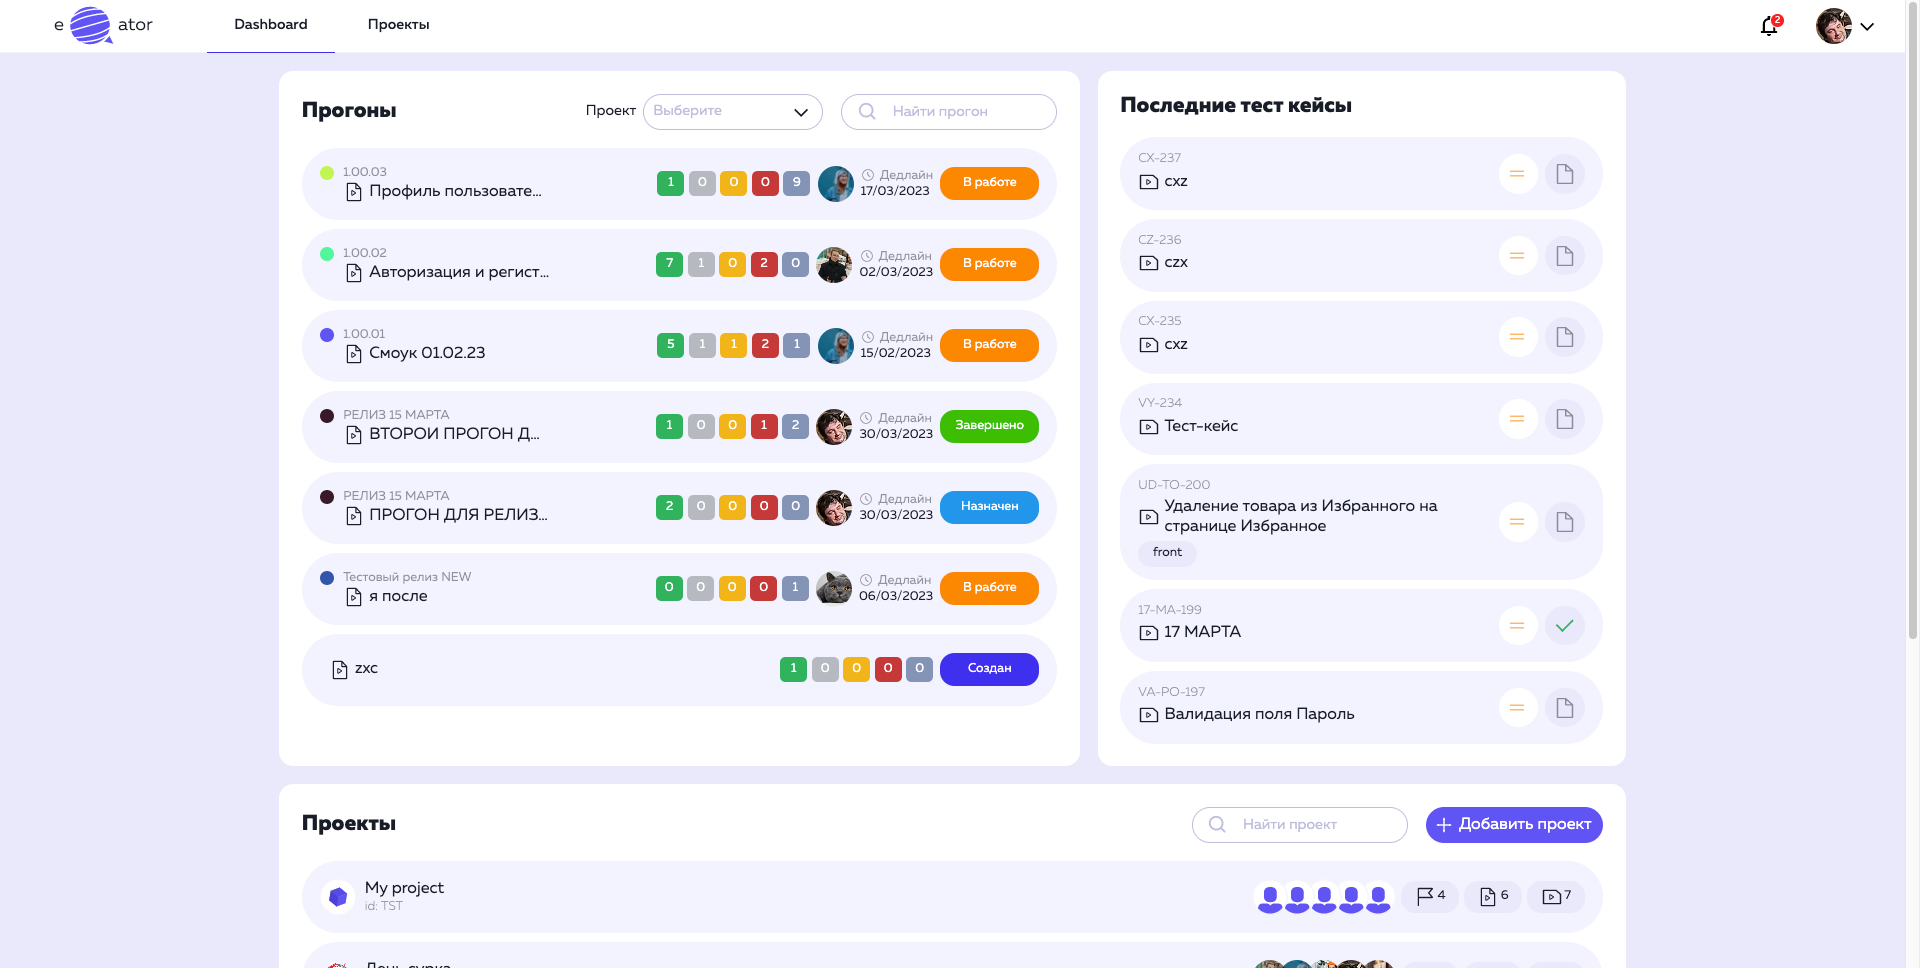 e ator
Dashboard
Проекты
2
Прогоны
Проект
Выберите
Найти прогон
1.00.03
Профиль пользовате...
1 0 0 0 9
Дедлайн
17/03/2023
В работе
1.00.02
Авторизация и регист...
7 1 0 2 0
Дедлайн
02/03/2023
В работе
1.00.01
Смоук 01.02.23
5 1 1 2 1
Дедлайн
15/02/2023
В работе
РЕЛИЗ 15 МАРТА
ВТОРОЙ ПРОГОН Д...
1 0 0 1 2
Дедлайн
30/03/2023
Завершено
РЕЛИЗ 15 МАРТА
ПРОГОН ДЛЯ РЕЛИЗ...
2 0 0 0 0
Дедлайн
30/03/2023
Назначен
Тестовый релиз NEW
я после
0 0 0 0 1
Дедлайн
06/03/2023
В работе
zxc
1 0 0 0 0
Создан
Последние тест кейсы
CX-237
cxz
CZ-236
czx
CX-235
cxz
VY-234
Тест-кейс
UD-TO-200
Удаление товара из Избранного на
странице Избранное
front
17-MA-199
17 МАРТА
VA-PO-197
Валидация поля Пароль
Проекты
Найти проект
Добавить проект
My project
id: TST
4 6 7
День сурка